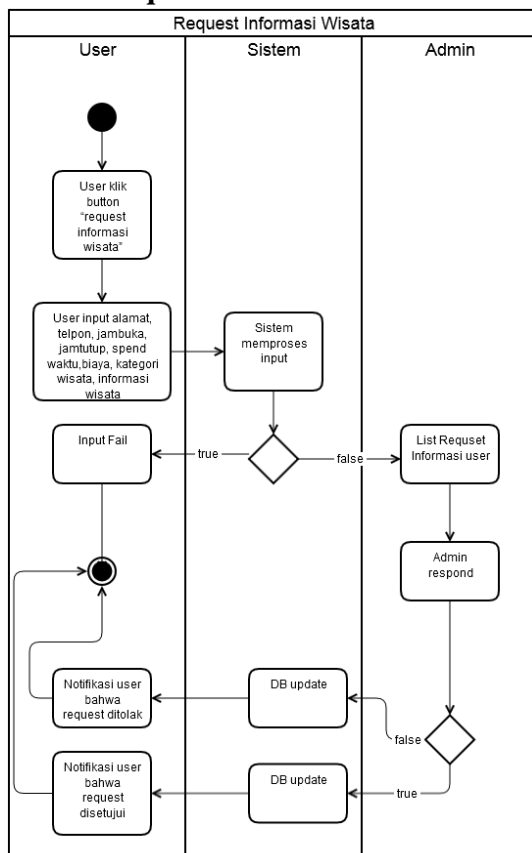 Request Informasi Wisata
User
Sistem
Admin
User klik
button
“request
informasi
wisata”
User input alamat,
telpon, jambuka,
jamtutup, spend
waktu,biaya, kategori
wisata, informasi
wisata
Sistem
memproses
input
Input Fail
true
false
List Requset
Informasi user
Admin
respond
Notifikasi user
bahwa
request ditolak
DB update
false
Notifikasi user
bahwa
request
disetujui
DB update
true